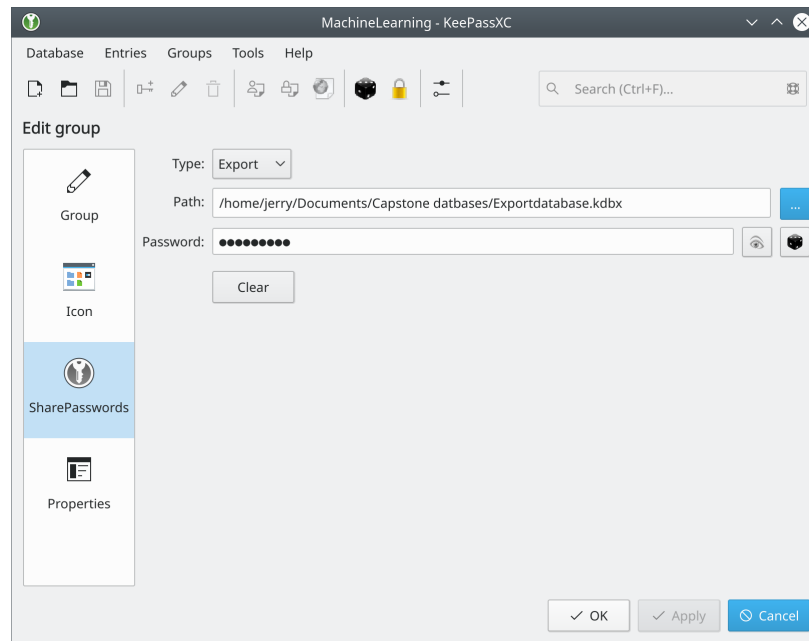 MachineLearning - KeePassXC
Database Entries Groups Tools Help
Search (Ctrl+F)...
Edit group
Group
Icon
SharePasswords
Properties
Type: Export
Path: /home/jerry/Documents/Capstone datbases/Exportdatabase.kdbx ...
Password: ●●●●●●●●●
Clear
OK Apply Cancel